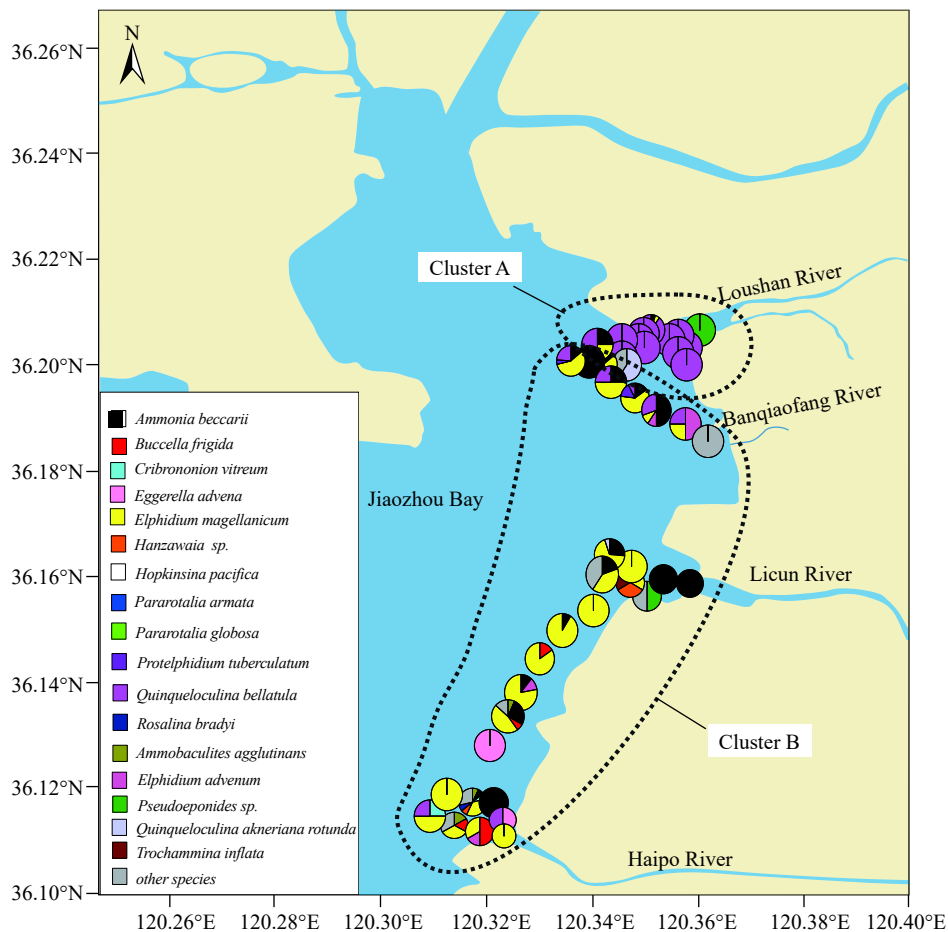 N
36.26°N
36.24°N
36.22°N
36.20°N
36.18°N
36.16°N
36.14°N
36.12°N
36.10°N
Cluster A
Loushan River
Banqiaofang River
Jiaozhou Bay
Licun River
Cluster B
Haipo River
Ammonia beccarii
Buccella frigida
Cribrononion vitreum
Eggerella advena
Elphidium magellanicum
Hanzawaia sp.
Hopkinsina pacifica
Pararotalia armata
Pararotalia globosa
Protelphidium tuberculatum
Quinqueloculina bellatula
Rosalina bradyi
Ammobaculites agglutinans
Elphidium advenum
Pseudoeponides sp.
Quinqueloculina akneriana rotunda
Trochammina inflata
other species
120.26°E 120.28°E 120.30°E 120.32°E 120.34°E 120.36°E 120.38°E 120.40°E